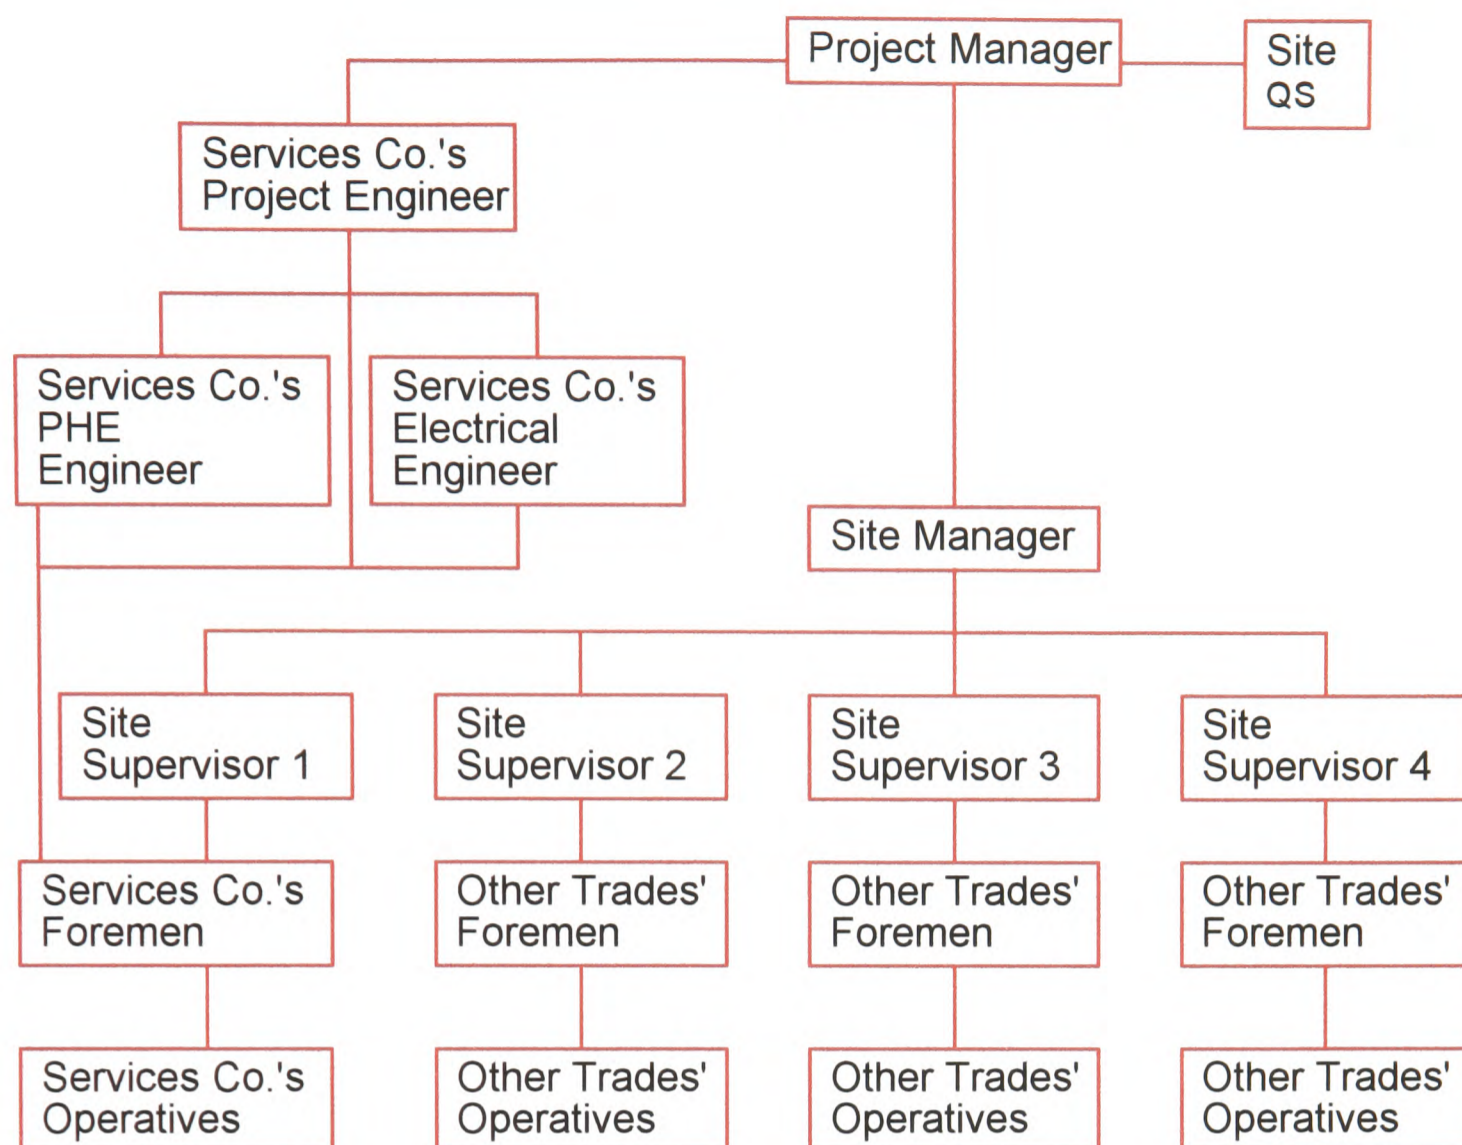 Project Manager
Site
QS
Services Co.'s
Project Engineer
Services Co.'s
PHE
Engineer
Services Co.'s
Electrical
Engineer
Site Manager
Site
Supervisor 1
Site
Supervisor 2
Site
Supervisor 3
Site
Supervisor 4
Services Co.'s
Foremen
Other Trades'
Foremen
Other Trades'
Foremen
Other Trades'
Foremen
Services Co.'s
Operatives
Other Trades'
Operatives
Other Trades'
Operatives
Other Trades'
Operatives